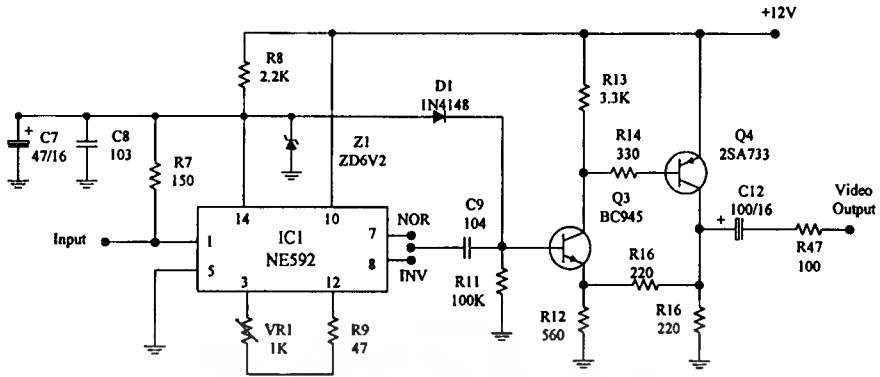 +12V
R8
2.2K
D1
1N4148
R13
3.3K
C7
47/16
+
C8
103
R7
150
Z1
ZD6V2
R14
330
Q4
2SA733
Q3
BC945
C9
104
C12
100/16
+
Video
Output
Input
14
10
NOR
1
IC1
7
NE592
5
8
INV
3
12
R11
100K
R16
220
R47
100
VR1
1K
R9
47
R12
560
R16
220